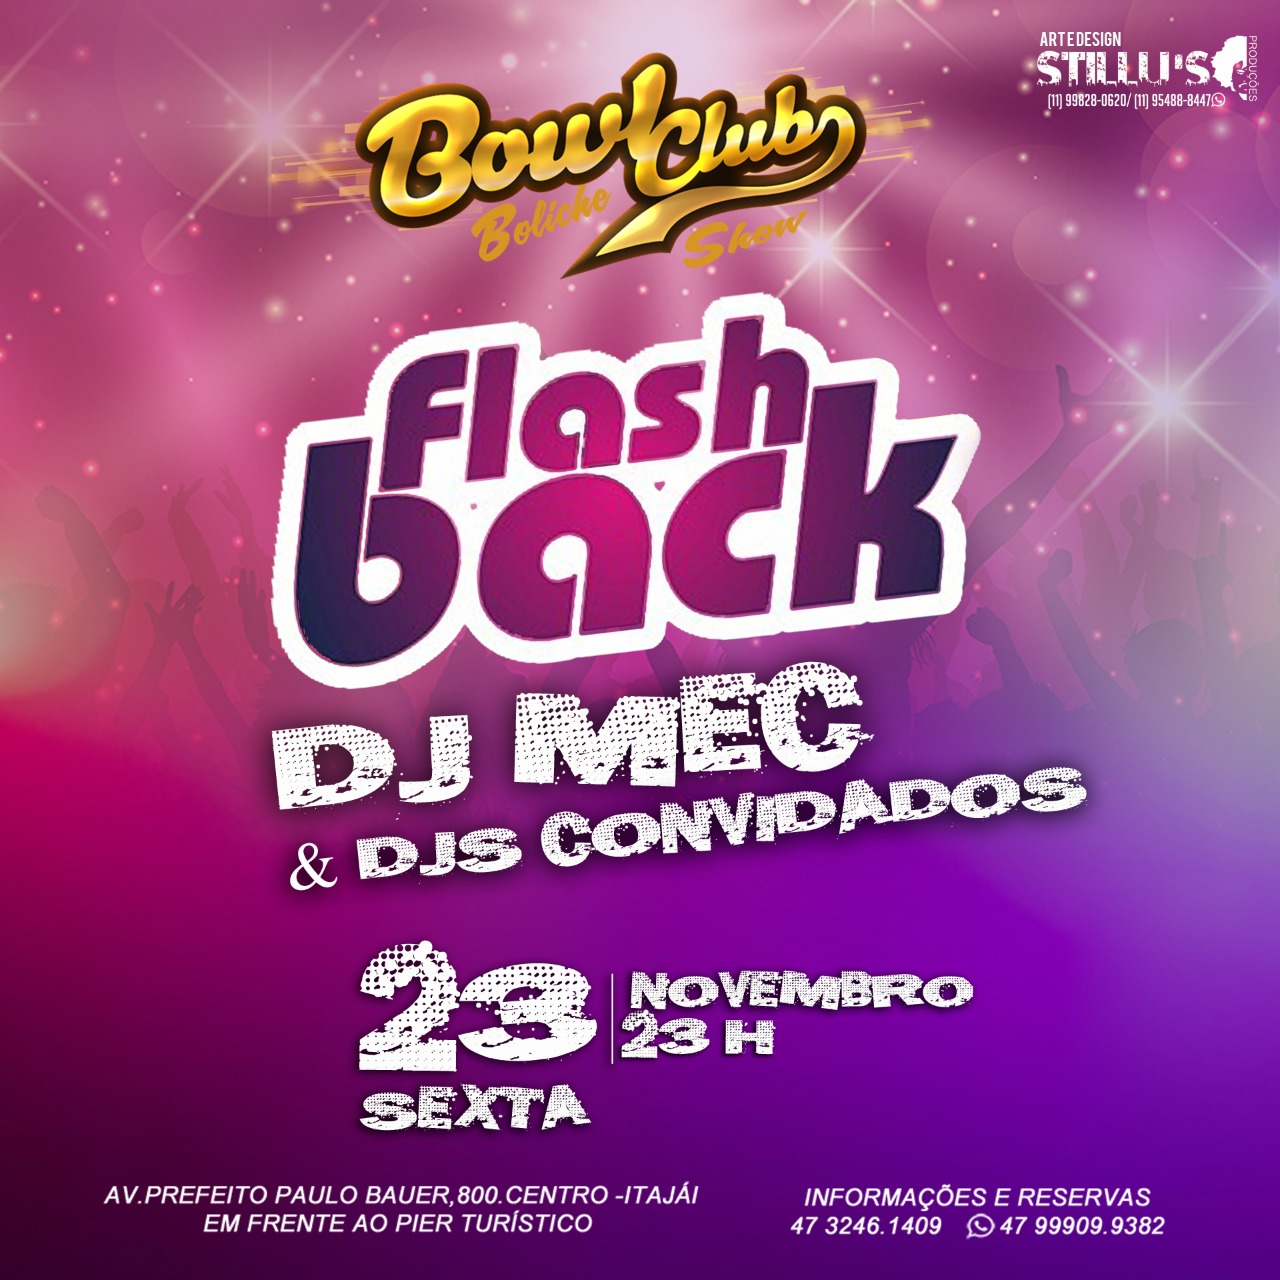 ARTEDESIGN
STILLU'S
PRODUÇÕES
(11) 99828-0620/ (11) 95488-8447
Bowl Club
Boliche Show
flash
back
DJ MEC
& DJS CONVIDADOS
23
NOVEMBRO
23 H
SEXTA
AV.PREFEITO PAULO BAUER,800.CENTRO -ITAJÁI
EM FRENTE AO PIER TURÍSTICO
INFORMAÇÕES E RESERVAS
47 3246.1409 47 99909.9382